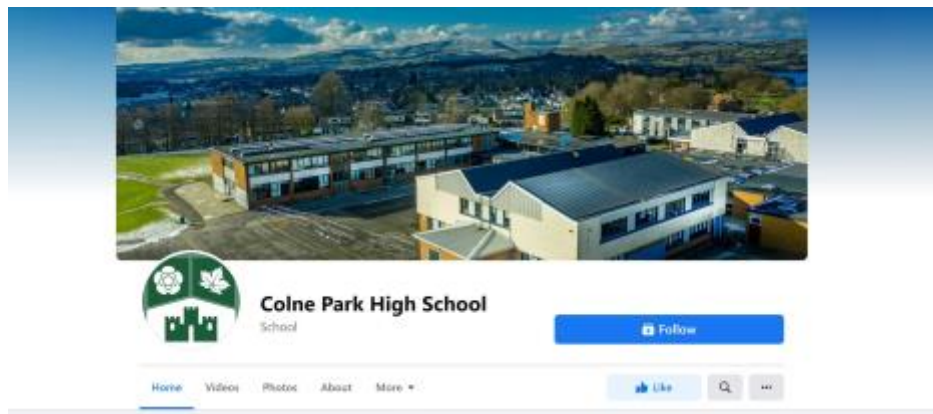 Colne Park High School
School
Follow
Home Videos Photos About More
Like